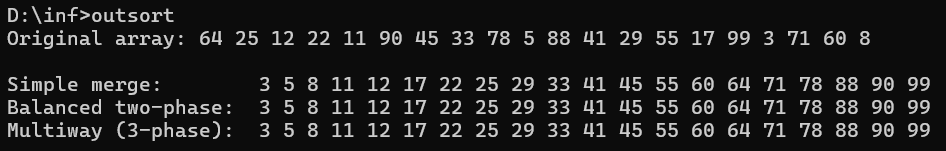 D:\inf>outsort
Original array: 64 25 12 22 11 90 45 33 78 5 88 41 29 55 17 99 3 71 60 8
Simple merge: 3 5 8 11 12 17 22 25 29 33 41 45 55 60 64 71 78 88 90 99
Balanced two-phase: 3 5 8 11 12 17 22 25 29 33 41 45 55 60 64 71 78 88 90 99
Multiway (3-phase): 3 5 8 11 12 17 22 25 29 33 41 45 55 60 64 71 78 88 90 99